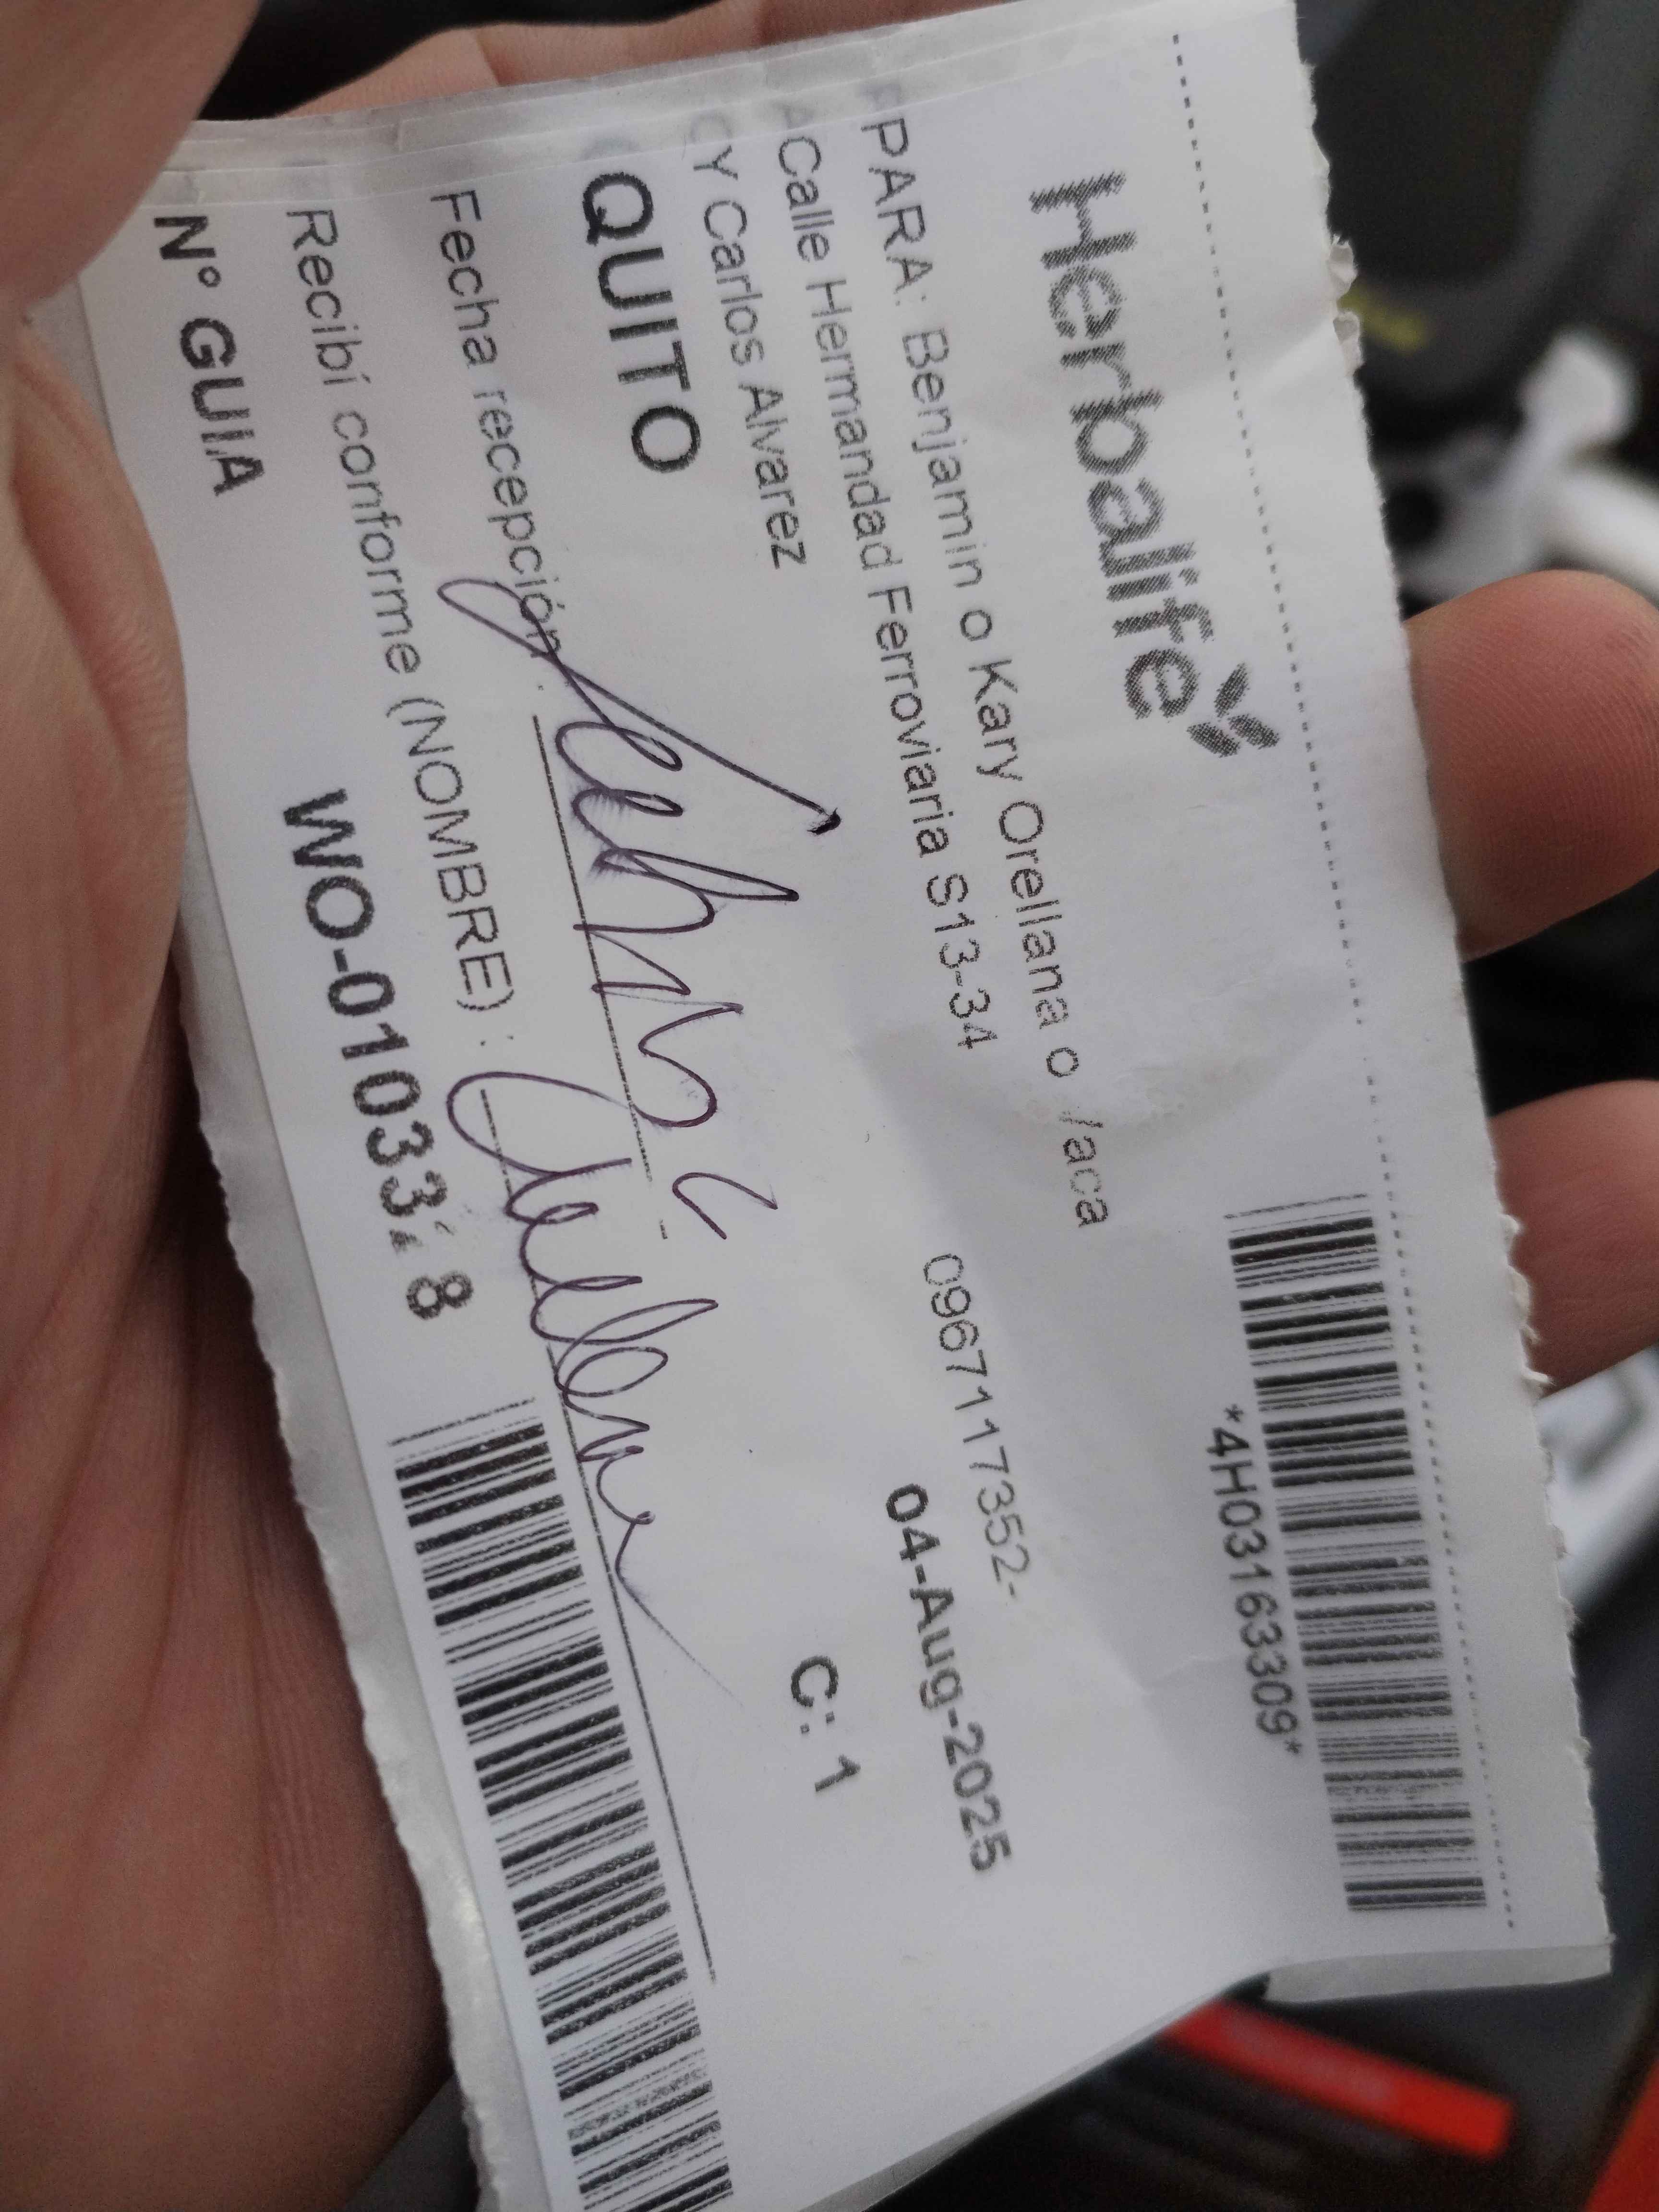 Herbalife
*4H03163309*
PARA: Benjamin o Kary Orellana o
Calle Hermandad Ferroviaria S13-34
0967117352-
Y Carlos Alvarez
04-Aug-2025
QUITO
C: 1
Fecha recepción
Recibí conforme (NOMBRE) :
N° GUIA